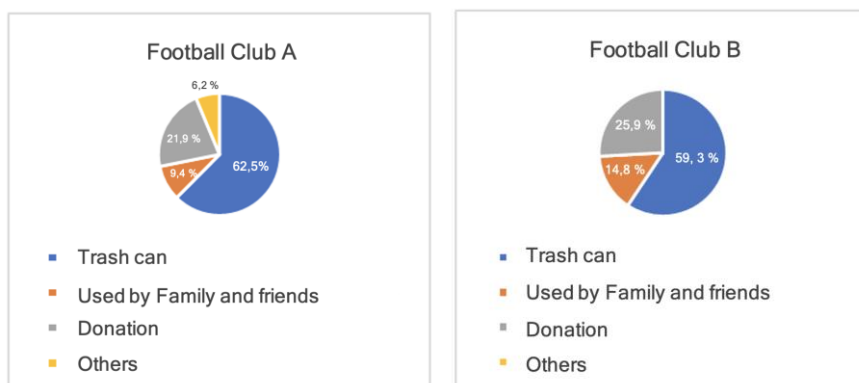 Football Club A
6,2 %
21,9 %
9,4 %
62,5%
Trash can
Used by Family and friends
Donation
Others
Football Club B
25,9 %
14,8 %
59, 3 %
Trash can
Used by Family and friends
Donation
Others